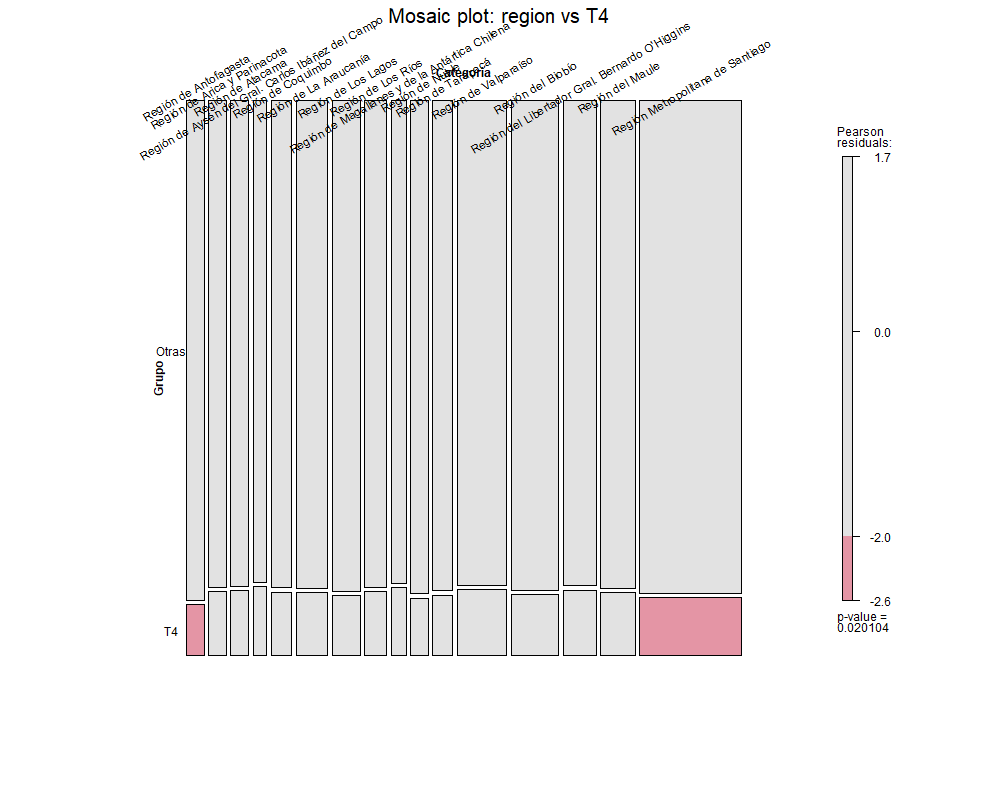 Mosaic plot: region vs T4
Categoria
Región de Antofagasta
Región de Arica y Parinacota
Región de Atacama
Región de Aysén del Gral. Carlos Ibáñez del Campo
Región de Coquimbo
Región de La Araucanía
Región de Los Lagos
Región de Los Ríos
Región de Magallanes y de la Antártica Chilena
Región de Ñuble
Región de Tarapacá
Región de Valparaíso
Región del Biobío
Región del Libertador Gral. Bernardo O'Higgins
Región del Maule
Región Metropolitana de Santiago
Grupo
Otras
T4
Pearson
residuals:
1.7
0.0
-2.0
-2.6
p-value =
0.020104